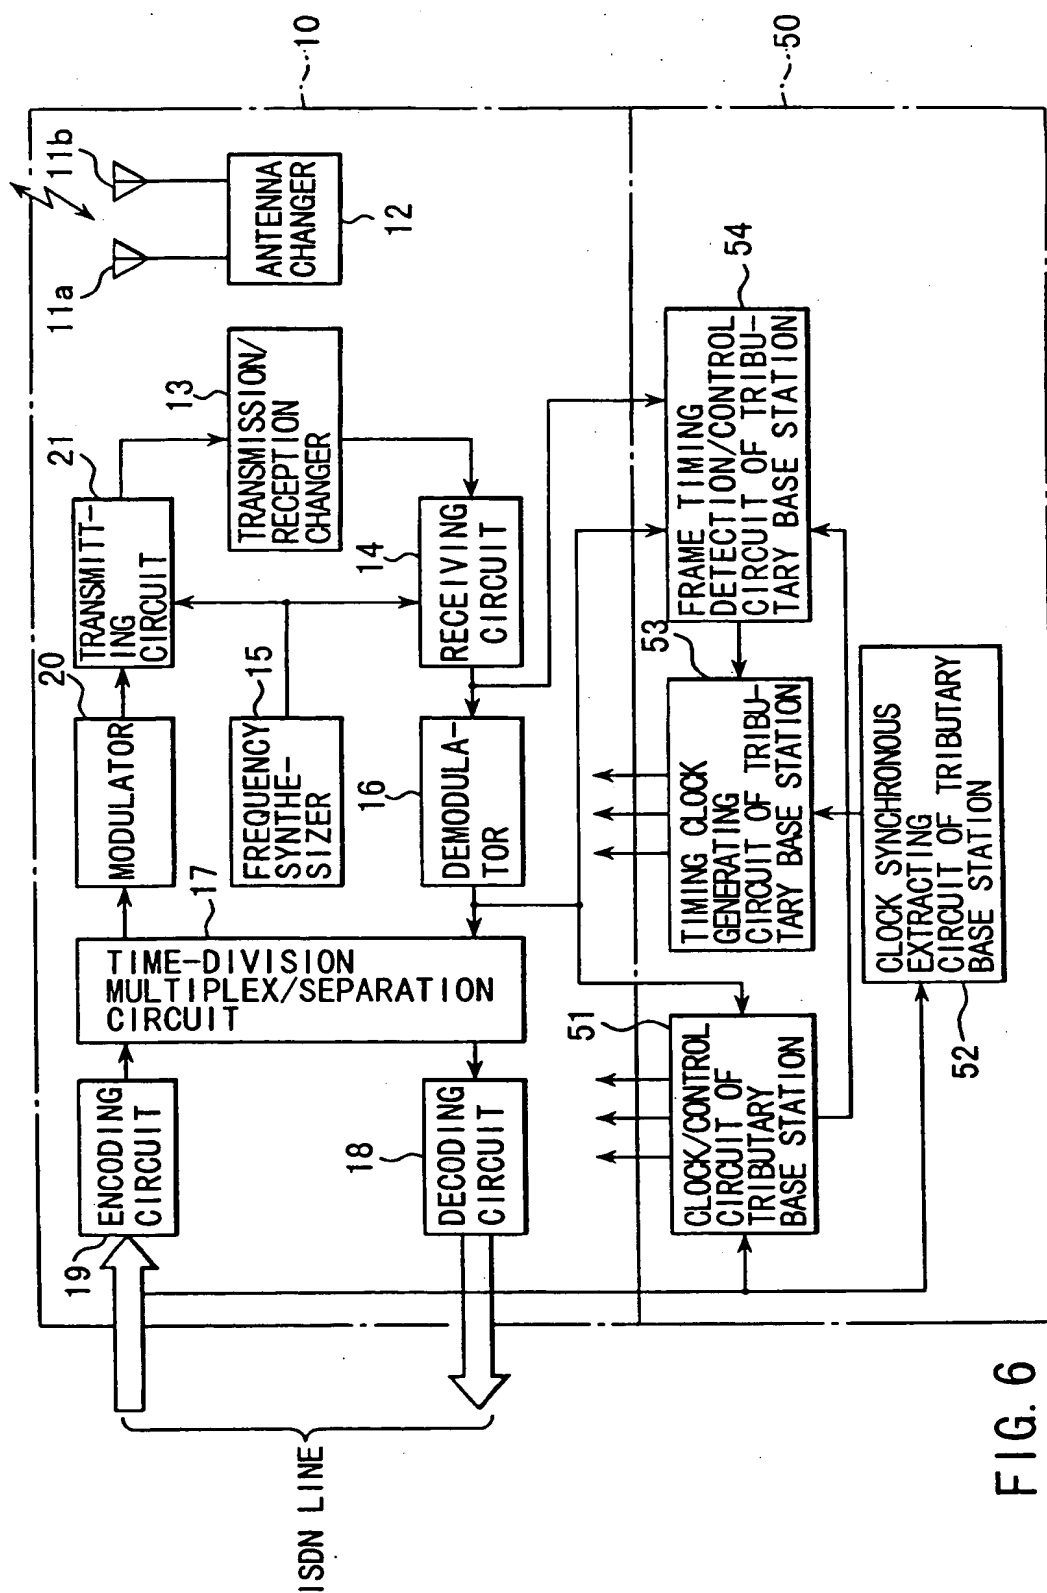 ISDN LINE
19
ENCODING
CIRCUIT
17
TIME-DIVISION
MULTIPLEX/SEPARATION
CIRCUIT
20
MODULATOR
21
TRANSMITT-
ING
CIRCUIT
11a
11b
ANTENNA
CHANGER
12
10
13
TRANSMISSION/
RECEPTION
CHANGER
15
FREQUENCY
SYNTHE-
SIZER
18
DECODING
CIRCUIT
16
DEMODULA-
TOR
14
RECEIVING
CIRCUIT
51
CLOCK/CONTROL
CIRCUIT OF
TRIBUTARY
BASE STATION
53
TIMING CLOCK
GENERATING
CIRCUIT OF TRIBU-
TARY BASE STATION
54
FRAME TIMING
DETECTION/CONTROL
CIRCUIT OF TRIBU-
TARY BASE STATION
50
52
CLOCK SYNCHRONOUS
EXTRACTING
CIRCUIT OF TRIBUTARY
BASE STATION
FIG. 6